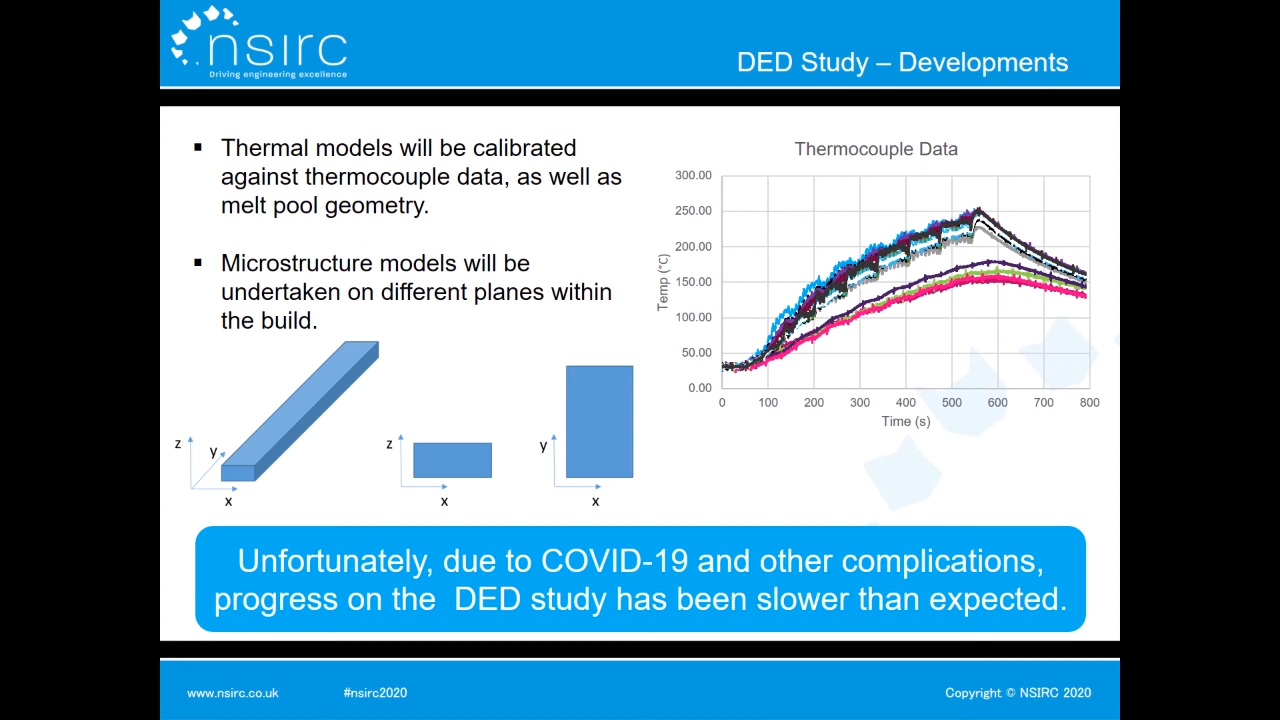 nsirc
Driving engineering excellence
DED Study – Developments
▪ Thermal models will be calibrated
against thermocouple data, as well as
melt pool geometry.
▪ Microstructure models will be
undertaken on different planes within
the build.
z
y
x
z
x
y
x
Thermocouple Data
300.00
250.00
200.00
150.00
100.00
50.00
0.00
Temp (°C)
0 100 200 300 400 500 600 700 800
Time (s)
Unfortunately, due to COVID-19 and other complications,
progress on the DED study has been slower than expected.
www.nsirc.co.uk #nsirc2020 Copyright © NSIRC 2020